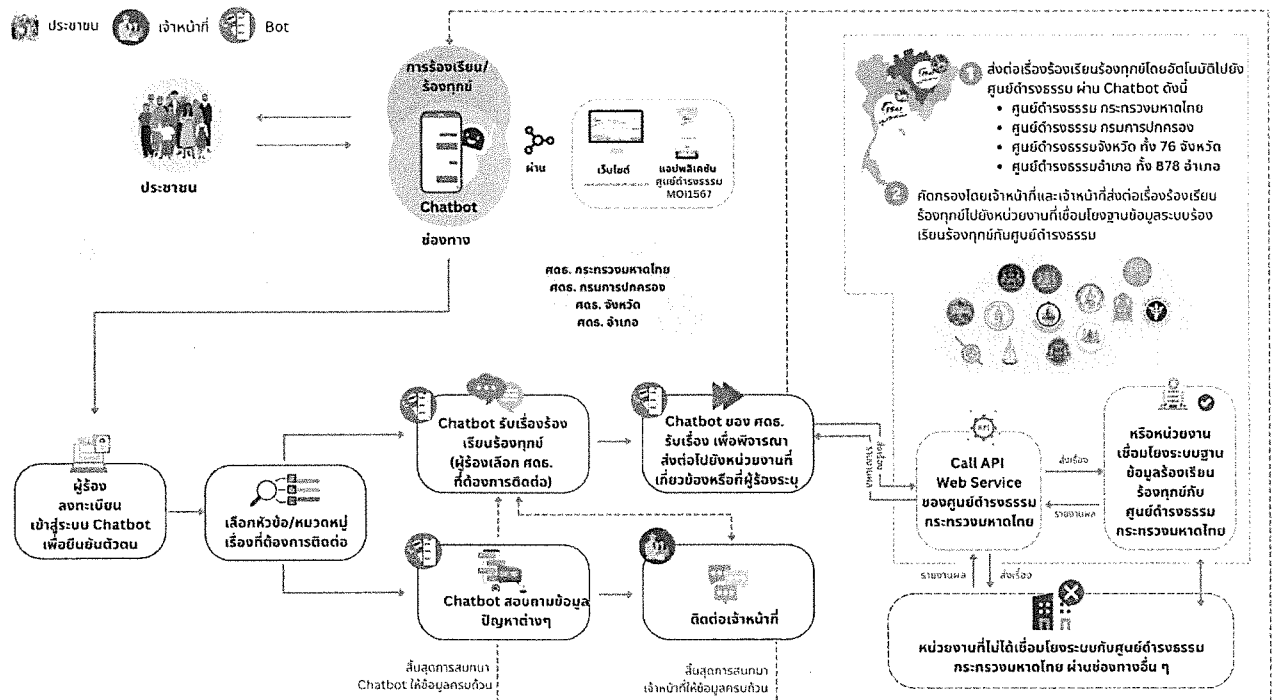 ประชาชน
เจ้าหน้าที่
Bot
การร้องเรียน/
ร้องทุกข์
Chatbot
ช่องทาง
ประชาชน
ผ่าน
เว็บไซต์
แอปพลิเคชัน
ศูนย์ดำรงธรรม
MOI1567
1 ส่งต่อเรื่องร้องเรียนร้องทุกข์โดยอัตโนมัติไปยัง
ศูนย์ดำรงธรรม ผ่าน Chatbot ดังนี้
• ศูนย์ดำรงธรรม กระทรวงมหาดไทย
• ศูนย์ดำรงธรรม กรมการปกครอง
• ศูนย์ดำรงธรรมจังหวัด ทั้ง 76 จังหวัด
• ศูนย์ดำรงธรรมอำเภอ ทั้ง 878 อำเภอ
2 คัดกรองโดยเจ้าหน้าที่และเจ้าหน้าที่ส่งต่อเรื่องร้องเรียน
ร้องทุกข์ไปยังหน่วยงานที่เชื่อมโยงฐานข้อมูลระบบร้อง
เรียนร้องทุกข์กับศูนย์ดำรงธรรม
ศดธ. กระทรวงมหาดไทย
ศดธ. กรมการปกครอง
ศดธ. จังหวัด
ศดธ. อำเภอ
ผู้ร้อง
ลงทะเบียน
เข้าสู่ระบบ Chatbot
เพื่อยืนยันตัวตน
เลือกหัวข้อ/หมวดหมู่
เรื่องที่ต้องการติดต่อ
Chatbot รับเรื่องร้อง
เรียนร้องทุกข์
(ผู้ร้องเลือก ศดธ.
ที่ต้องการติดต่อ)
Chatbot ของ ศดธ.
รับเรื่อง เพื่อพิจารณา
ส่งต่อไปยังหน่วยงานที่
เกี่ยวข้องหรือที่ผู้ร้องระบุ
ส่งเรื่อง
รายงานผล
API
Call API
Web Service
ของศูนย์ดำรงธรรม
กระทรวงมหาดไทย
ส่งเรื่อง
รายงานผล
หรือหน่วยงาน
เชื่อมโยงระบบฐาน
ข้อมูลร้องเรียน
ร้องทุกข์กับ
ศูนย์ดำรงธรรม
กระทรวงมหาดไทย
Chatbot สอบถามข้อมูล
ปัญหาต่างๆ
ติดต่อเจ้าหน้าที่
รายงานผล
ส่งเรื่อง
หน่วยงานที่ไม่ได้เชื่อมโยงระบบกับศูนย์ดำรงธรรม
กระทรวงมหาดไทย ผ่านช่องทางอื่น ๆ
สิ้นสุดการสนทนา
Chatbot ให้ข้อมูลครบถ้วน
สิ้นสุดการสนทนา
เจ้าหน้าที่ให้ข้อมูลครบถ้วน